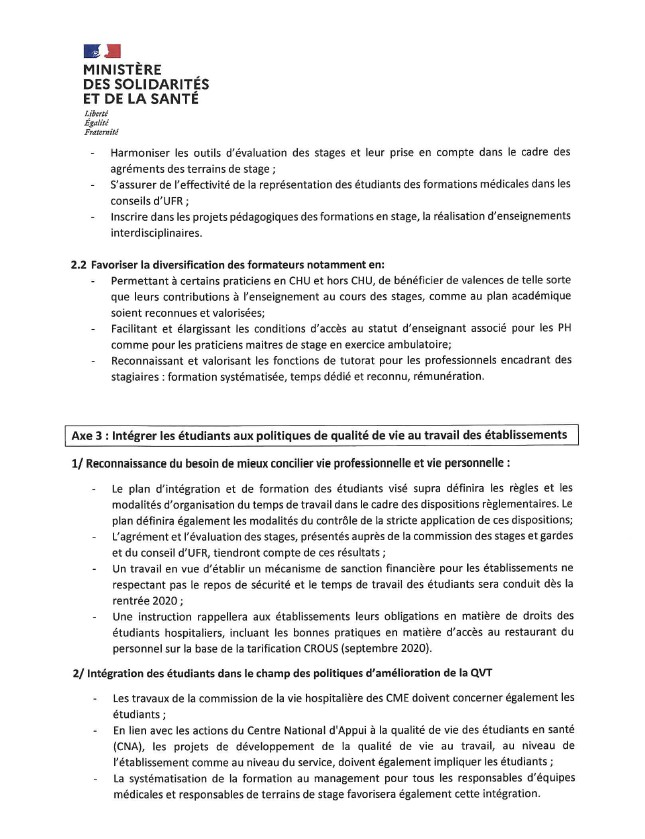 MINISTÈRE
DES SOLIDARITÉS
ET DE LA SANTÉ
Liberté
Égalité
Fraternité
- Harmoniser les outils d'évaluation des stages et leur prise en compte dans le cadre des
agréments des terrains de stage ;
- S'assurer de l'effectivité de la représentation des étudiants des formations médicales dans les
conseils d'UFR ;
- Inscrire dans les projets pédagogiques des formations en stage, la réalisation d'enseignements
interdisciplinaires.
2.2 Favoriser la diversification des formateurs notamment en:
- Permettant à certains praticiens en CHU et hors CHU, de bénéficier de valences de telle sorte
que leurs contributions à l'enseignement au cours des stages, comme au plan académique
soient reconnues et valorisées;
- Facilitant et élargissant les conditions d'accès au statut d'enseignant associé pour les PH
comme pour les praticiens maitres de stage en exercice ambulatoire;
- Reconnaissant et valorisant les fonctions de tutorat pour les professionnels encadrant des
stagiaires : formation systématisée, temps dédié et reconnu, rémunération.
Axe 3 : Intégrer les étudiants aux politiques de qualité de vie au travail des établissements
1/ Reconnaissance du besoin de mieux concilier vie professionnelle et vie personnelle :
- Le plan d'intégration et de formation des étudiants visé supra définira les règles et les
modalités d'organisation du temps de travail dans le cadre des dispositions règlementaires. Le
plan définira également les modalités du contrôle de la stricte application de ces dispositions;
- L'agrément et l'évaluation des stages, présentés auprès de la commission des stages et gardes
et du conseil d'UFR, tiendront compte de ces résultats ;
- Un travail en vue d'établir un mécanisme de sanction financière pour les établissements ne
respectant pas le repos de sécurité et le temps de travail des étudiants sera conduit dès la
rentrée 2020 ;
- Une instruction rappellera aux établissements leurs obligations en matière de droits des
étudiants hospitaliers, incluant les bonnes pratiques en matière d'accès au restaurant du
personnel sur la base de la tarification CROUS (septembre 2020).
2/ Intégration des étudiants dans le champ des politiques d'amélioration de la QVT
- Les travaux de la commission de la vie hospitalière des CME doivent concerner également les
étudiants ;
- En lien avec les actions du Centre National d'Appui à la qualité de vie des étudiants en santé
(CNA), les projets de développement de la qualité de vie au travail, au niveau de
l'établissement comme au niveau du service, doivent également impliquer les étudiants ;
- La systématisation de la formation au management pour tous les responsables d'équipes
médicales et responsables de terrains de stage favorisera également cette intégration.